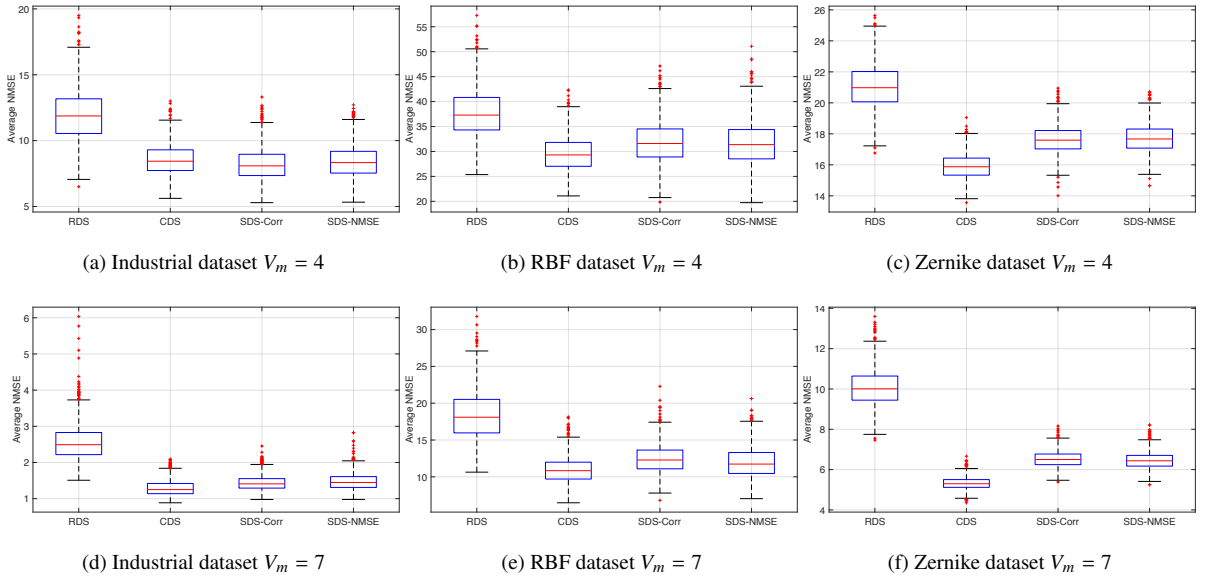 Average NMSE
20
15
10
5
RDS CDS SDS-Corr SDS-NMSE
(a) Industrial dataset V_m = 4
Average NMSE
55
50
45
40
35
30
25
20
RDS CDS SDS-Corr SDS-NMSE
(b) RBF dataset V_m = 4
Average NMSE
26
24
22
20
18
16
14
RDS CDS SDS-Corr SDS-NMSE
(c) Zernike dataset V_m = 4
Average NMSE
6
5
4
3
2
1
RDS CDS SDS-Corr SDS-NMSE
(d) Industrial dataset V_m = 7
Average NMSE
30
25
20
15
10
RDS CDS SDS-Corr SDS-NMSE
(e) RBF dataset V_m = 7
Average NMSE
14
12
10
8
6
4
RDS CDS SDS-Corr SDS-NMSE
(f) Zernike dataset V_m = 7